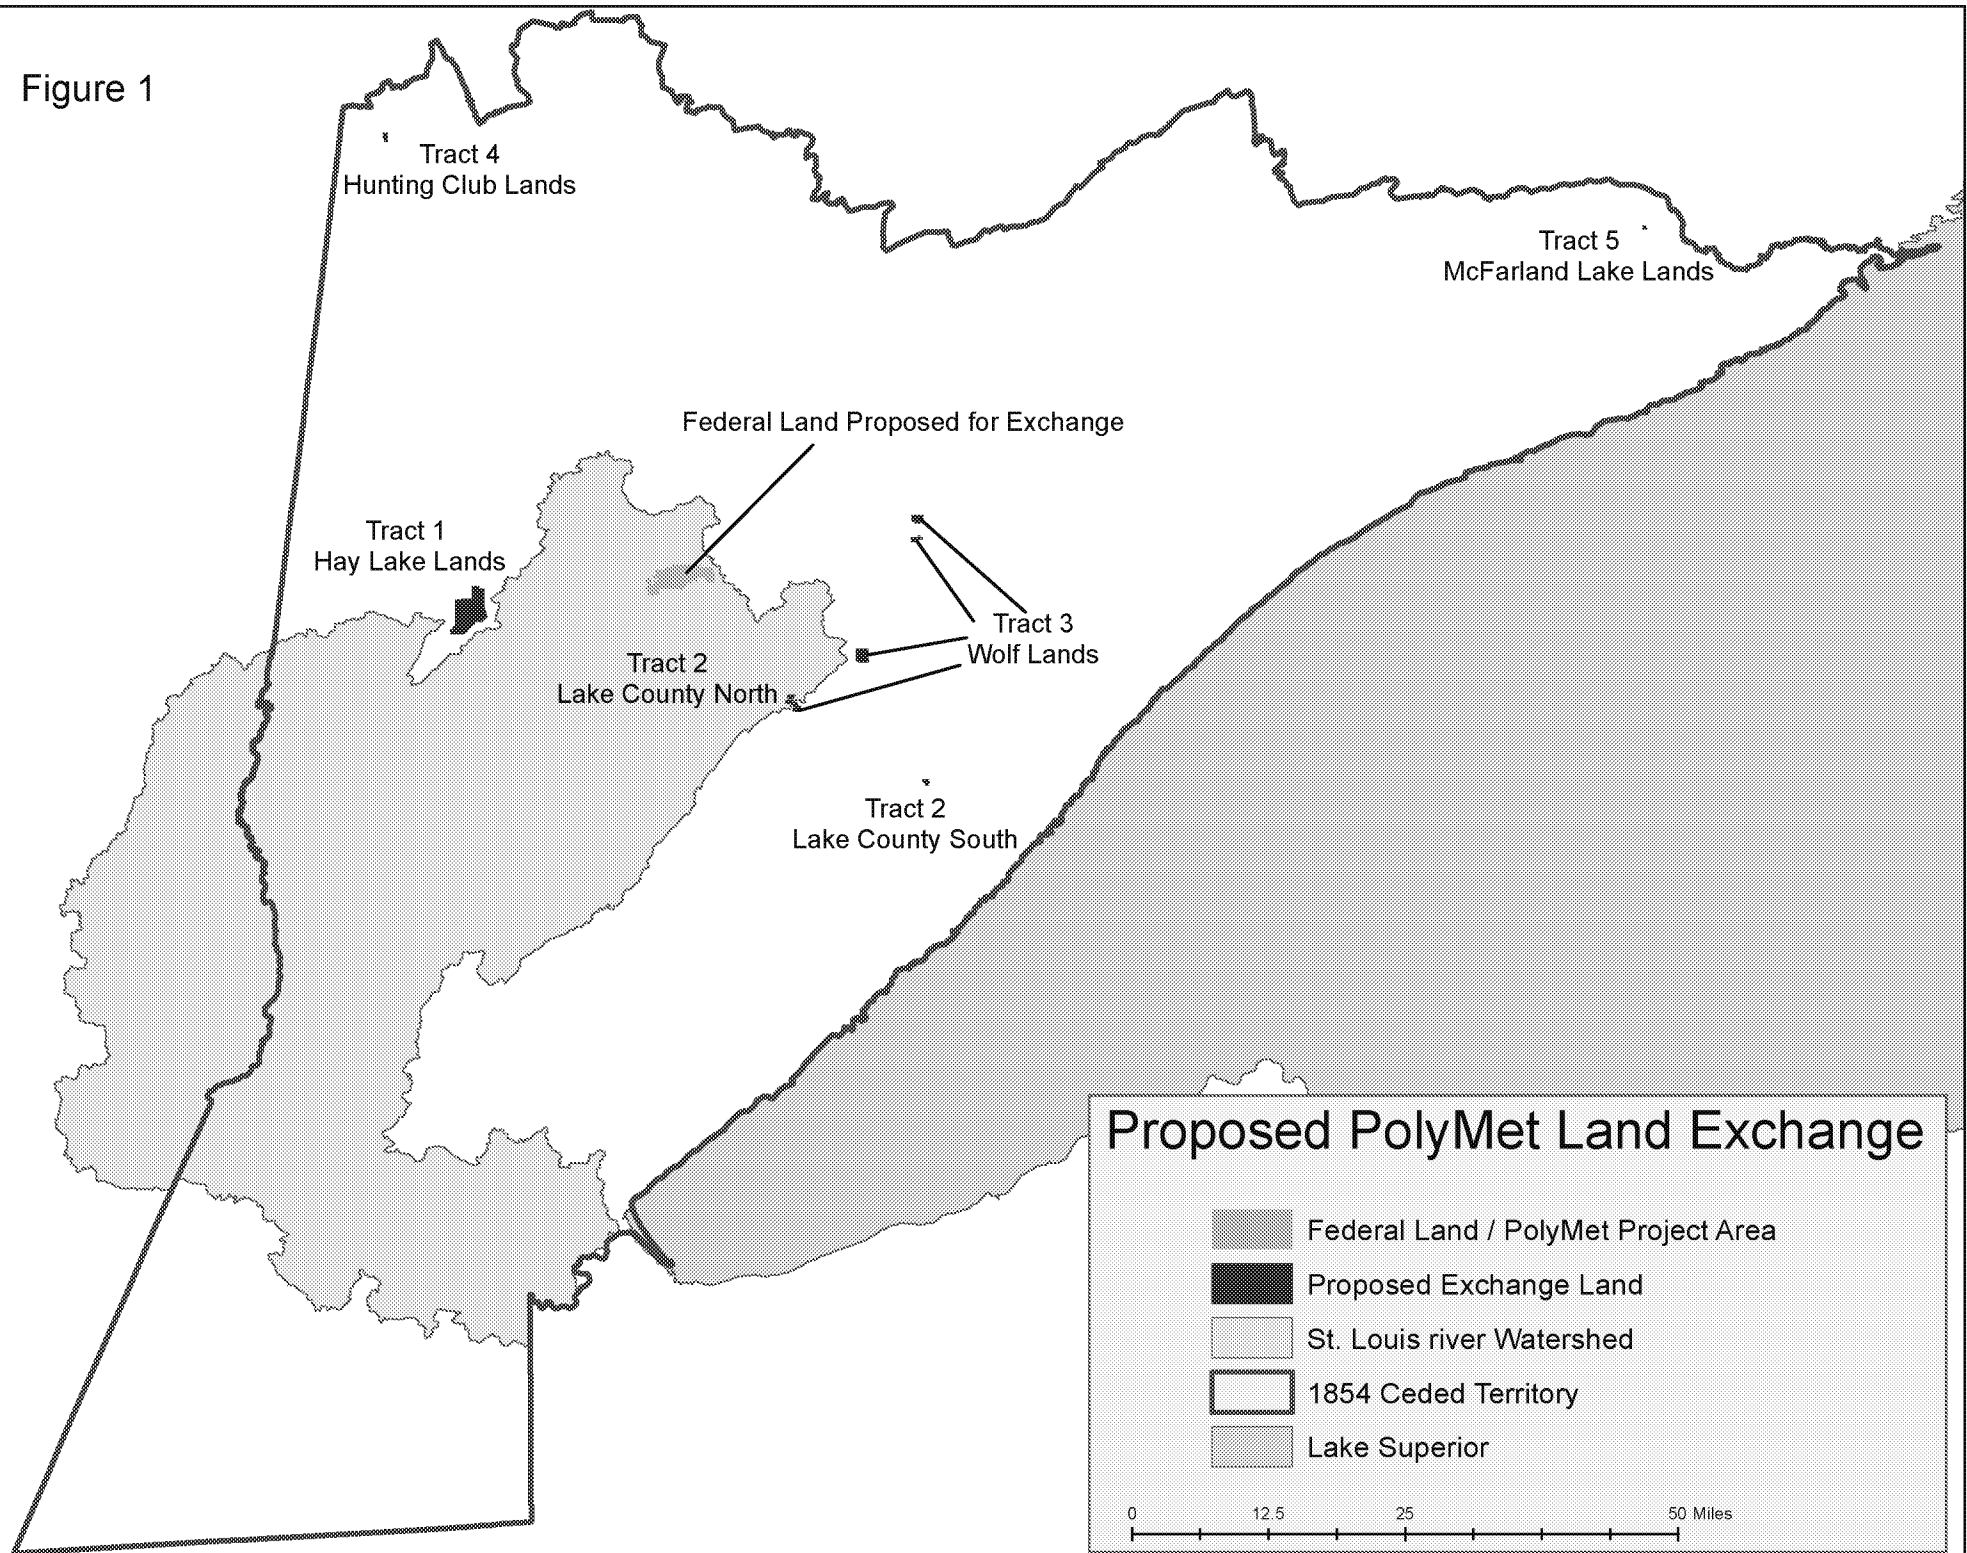 Figure 1
Tract 4
Hunting Club Lands
Tract 5
McFarland Lake Lands
Federal Land Proposed for Exchange
Tract 1
Hay Lake Lands
Tract 3
Wolf Lands
Tract 2
Lake County North
Tract 2
Lake County South
Proposed PolyMet Land Exchange
Federal Land / PolyMet Project Area
Proposed Exchange Land
St. Louis river Watershed
1854 Ceded Territory
Lake Superior
0 12.5 25 50 Miles